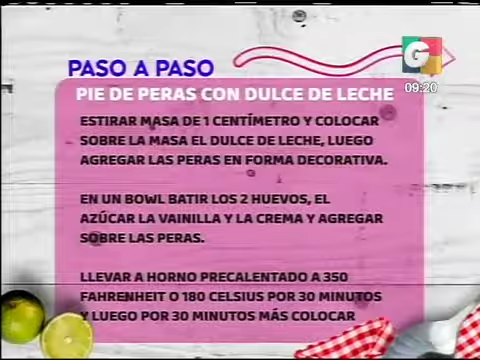 PASO A PASO
G
09:20
PIE DE PERAS CON DULCE DE LECHE
ESTIRAR MASA DE 1 CENTÍMETRO Y COLOCAR
SOBRE LA MASA EL DULCE DE LECHE, LUEGO
AGREGAR LAS PERAS EN FORMA DECORATIVA.
EN UN BOWL BATIR LOS 2 HUEVOS, EL
AZÚCAR LA VAINILLA Y LA CREMA Y AGREGAR
SOBRE LAS PERAS.
LLEVAR A HORNO PRECALENTADO A 350
FAHRENHEIT O 180 CELSIUS POR 30 MINUTOS
Y LUEGO POR 30 MINUTOS MÁS COLOCAR